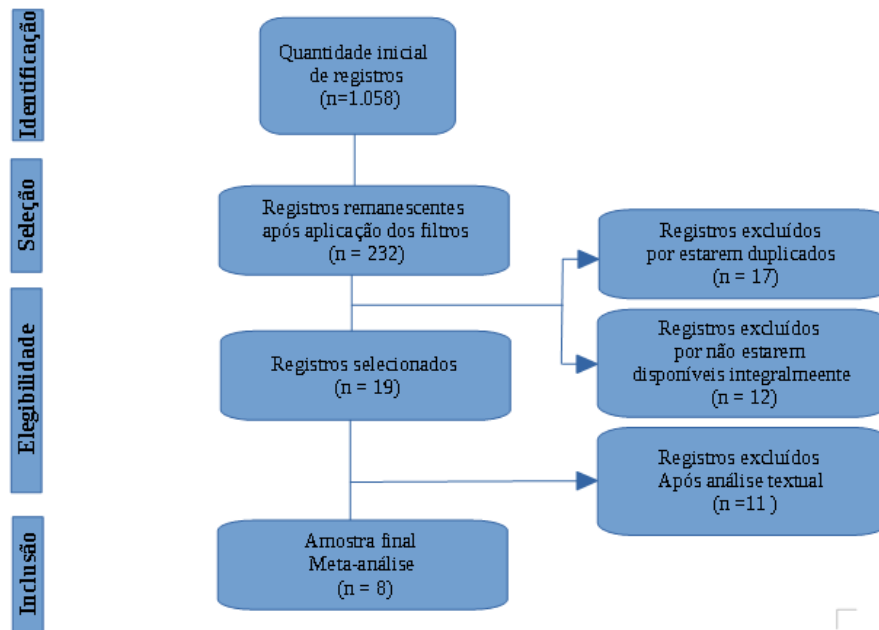 Identificação
Quantidade inicial
de registros
(n=1.058)
Seleção
Registros remanescentes
após aplicação dos filtros
(n = 232)
Registros excluídos
por estarem duplicados
(n = 17)
Elegibilidade
Registros selecionados
(n = 19)
Registros excluídos
por não estarem
disponíveis integralmeente
(n = 12)
Registros excluídos
Após análise textual
(n =11 )
Inclusão
Amostra final
Meta-análise
(n = 8)